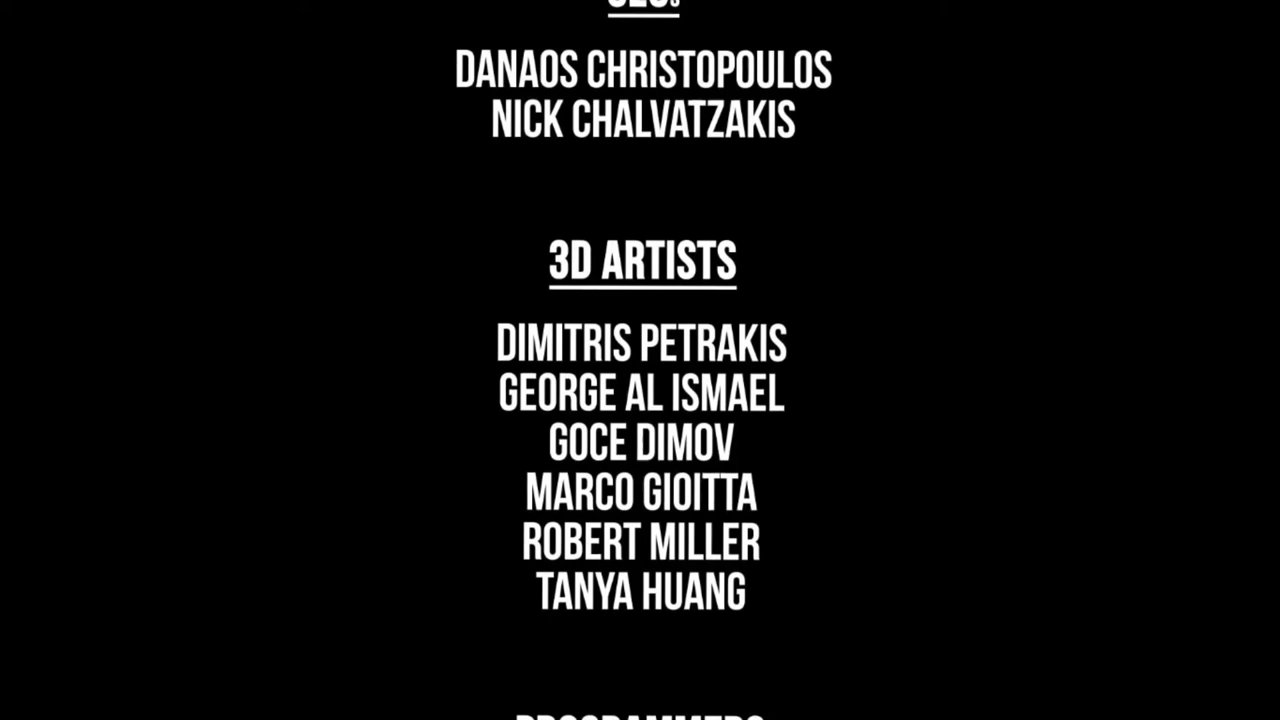 DANAOS CHRISTOPOULOS
NICK CHALVATZAKIS
3D ARTISTS
DIMITRIS PETRAKIS
GEORGE AL ISMAEL
GOCE DIMOV
MARCO GIOITTA
ROBERT MILLER
TANYA HUANG
PROGRAMMERS